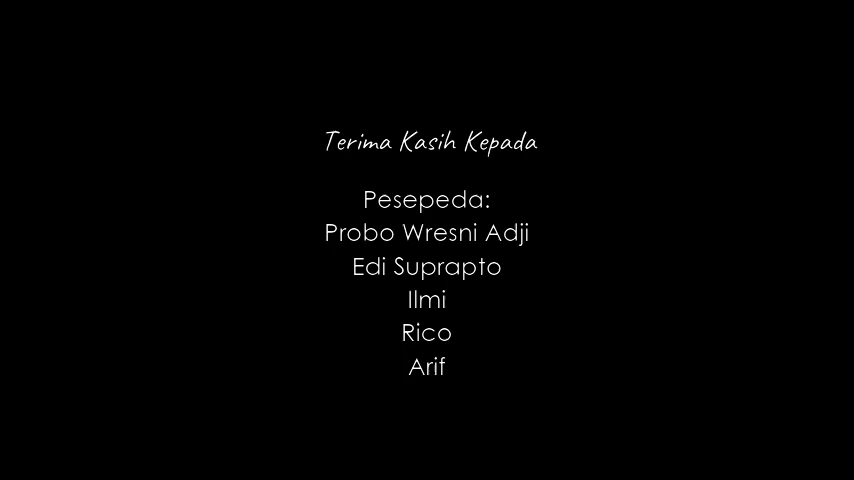 Terima Kasih Kepada
Pesepeda:
Probo Wresni Adji
Edi Suprapto
Ilmi
Rico
Arif